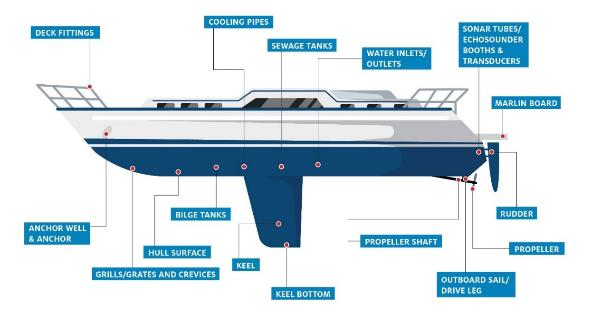 COOLING PIPES
DECK FITTINGS
SEWAGE TANKS
WATER INLETS/
OUTLETS
SONAR TUBES/
ECHOSOUNDER
BOOTHS &
TRANSDUCERS
MARLIN BOARD
ANCHOR WELL
& ANCHOR
BILGE TANKS
HULL SURFACE
GRILLS/GRATES AND CREVICES
KEEL
KEEL BOTTOM
PROPELLER SHAFT
RUDDER
PROPELLER
OUTBOARD SAIL/
DRIVE LEG